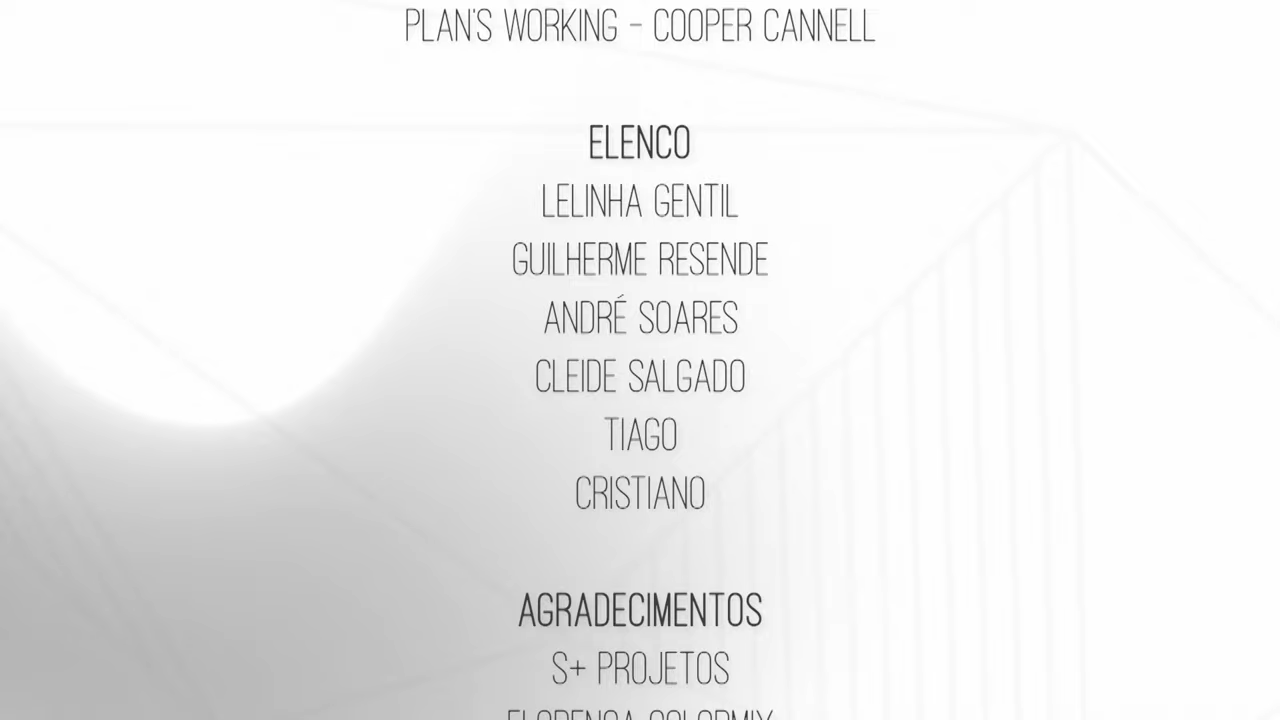 PLAN'S WORKING - COOPER CANNELL
ELENCO
LELINHA GENTIL
GUILHERME RESENDE
ANDRÉ SOARES
CLEIDE SALGADO
TIAGO
CRISTIANO
AGRADECIMENTOS
S+ PROJETOS